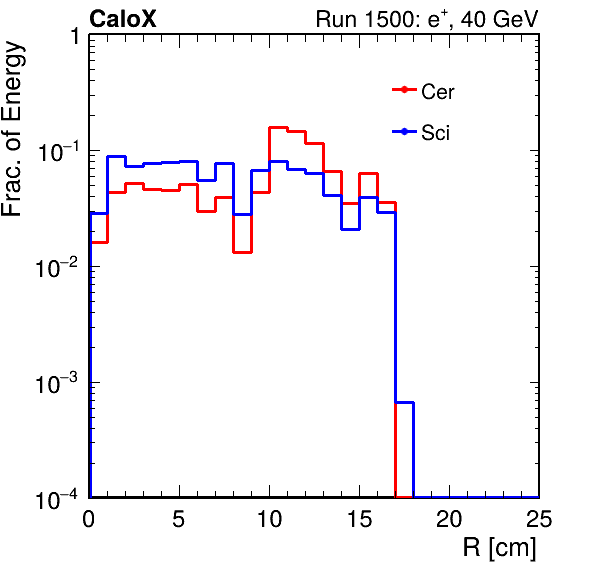 CaloX Run 1500: e⁺, 40 GeV
Frac. of Energy
1
10⁻¹
10⁻²
10⁻³
10⁻⁴
Cer
Sci
0 5 10 15 20 25
R [cm]